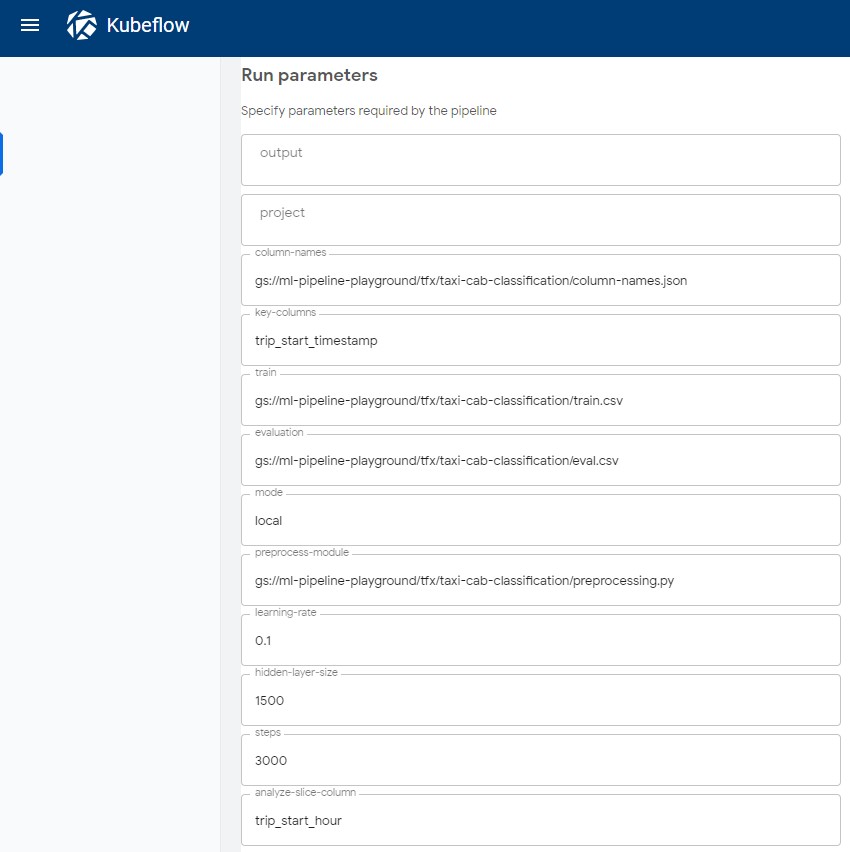 Kubeflow
Run parameters
Specify parameters required by the pipeline
output
project
column-names
gs://ml-pipeline-playground/tfx/taxi-cab-classification/column-names.json
key-columns
trip_start_timestamp
train
gs://ml-pipeline-playground/tfx/taxi-cab-classification/train.csv
evaluation
gs://ml-pipeline-playground/tfx/taxi-cab-classification/eval.csv
mode
local
preprocess-module
gs://ml-pipeline-playground/tfx/taxi-cab-classification/preprocessing.py
learning-rate
0.1
hidden-layer-size
1500
steps
3000
analyze-slice-column
trip_start_hour